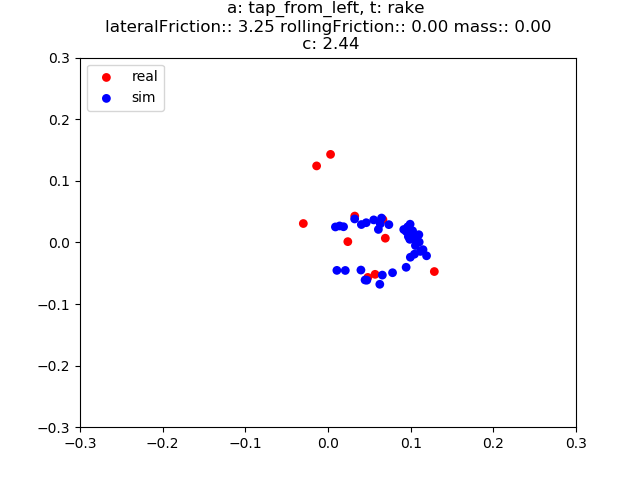 a: tap_from_left, t: rake
lateralFriction:: 3.25 rollingFriction:: 0.00 mass:: 0.00
c: 2.44
real
sim
0.3
0.2
0.1
0.0
−0.1
−0.2
−0.3
−0.3 −0.2 −0.1 0.0 0.1 0.2 0.3